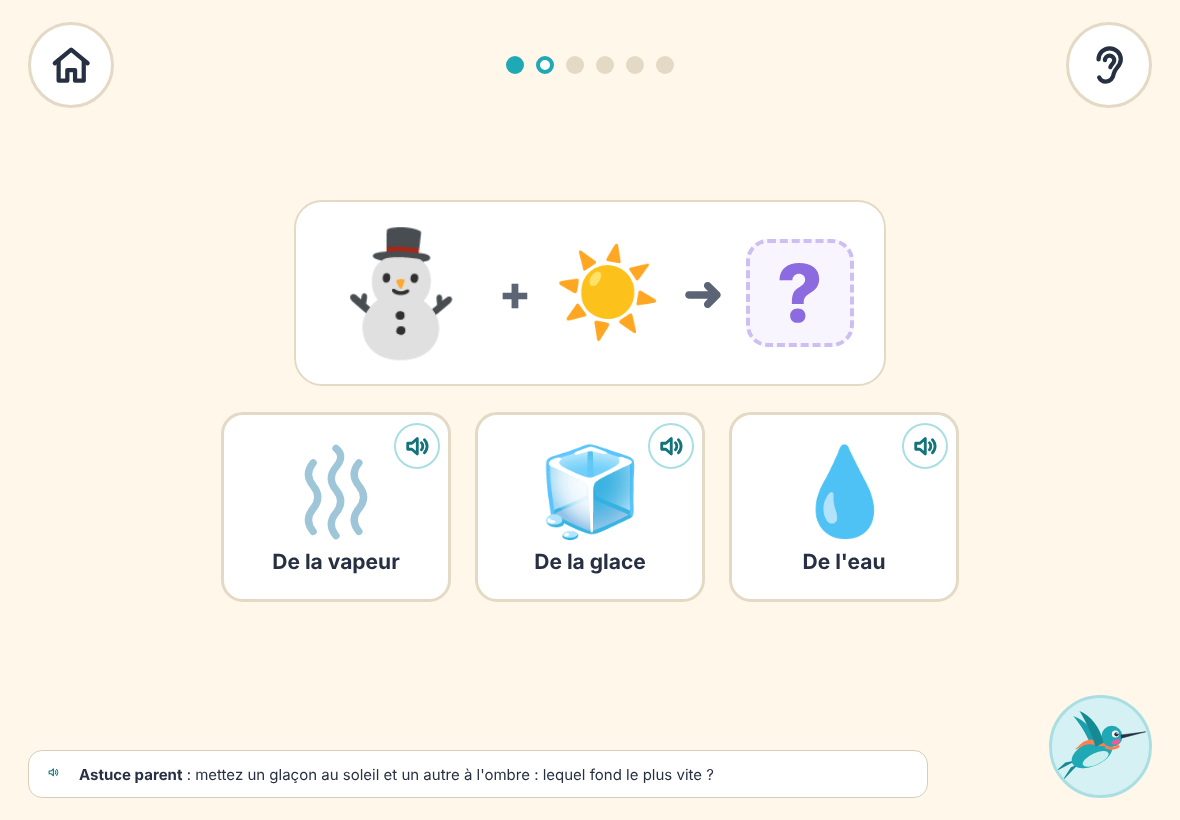 +
➜
?
De la vapeur
De la glace
De l'eau
Astuce parent : mettez un glaçon au soleil et un autre à l'ombre : lequel fond le plus vite ?